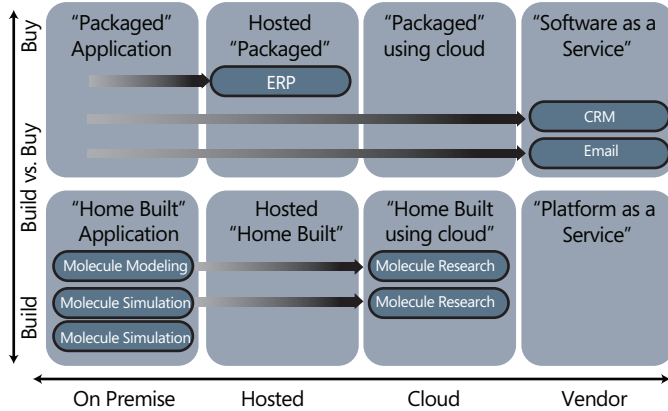 Buy
Build vs. Buy
Build
"Packaged"
Application
Hosted
"Packaged"
"Packaged"
using cloud
"Software as a
Service"
ERP
CRM
Email
"Home Built"
Application
Hosted
"Home Built"
"Home Built
using cloud"
"Platform as a
Service"
Molecule Modeling
Molecule Research
Molecule Simulation
Molecule Research
Molecule Simulation
On Premise
Hosted
Cloud
Vendor